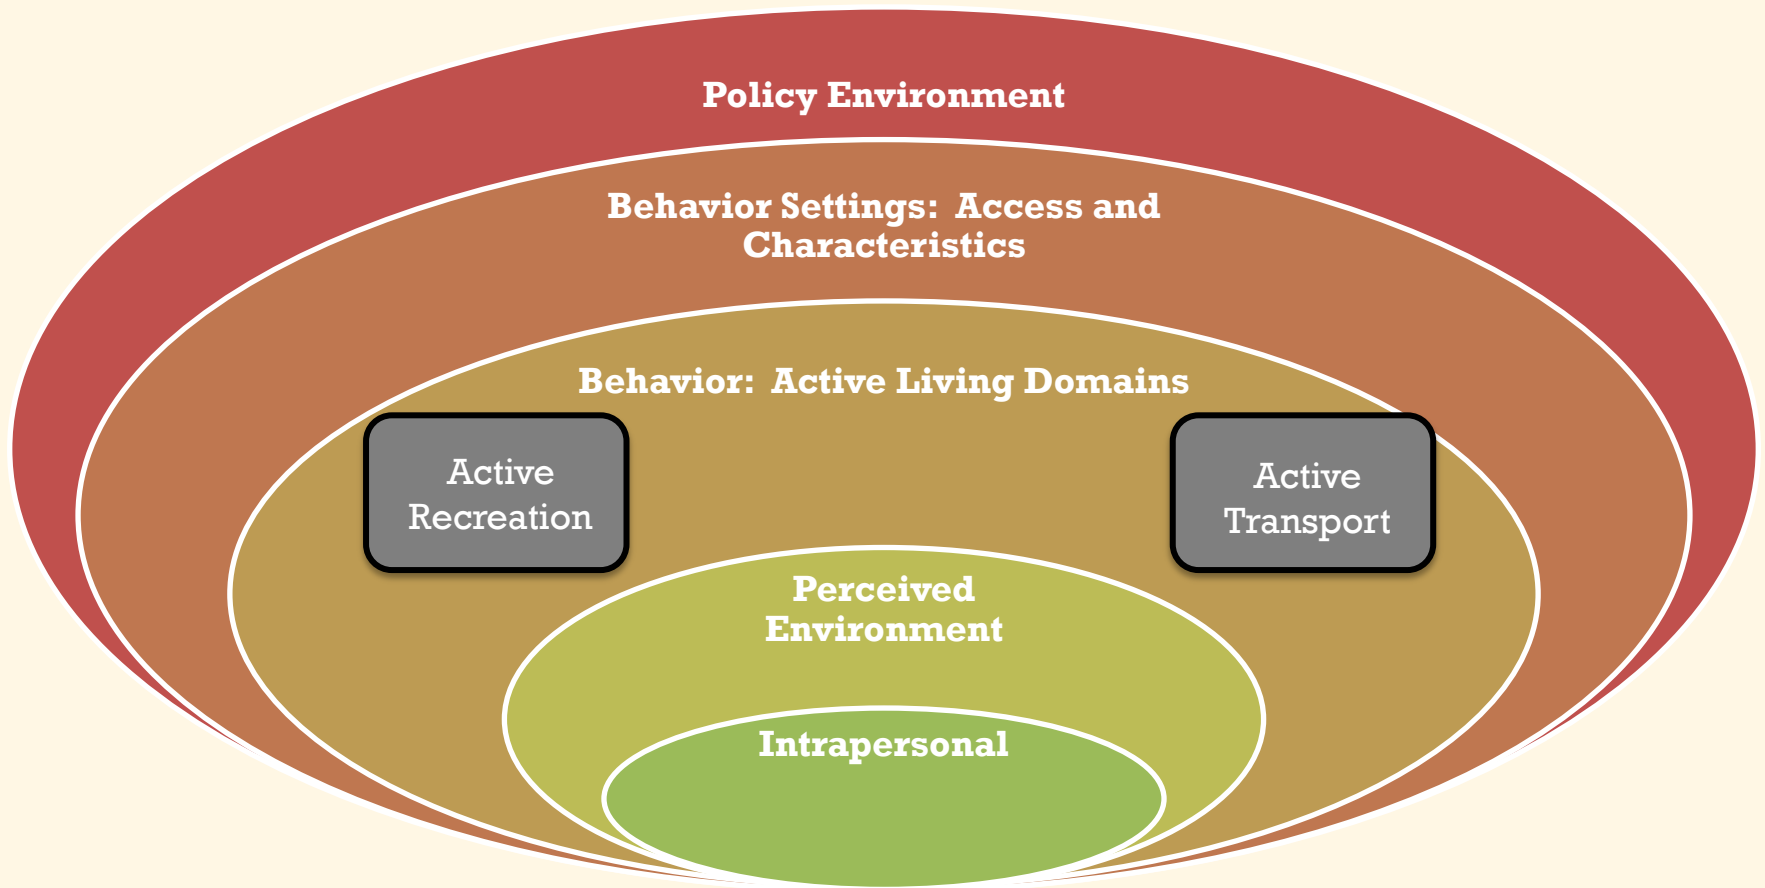 Policy Environment
Behavior Settings:  Access and
Characteristics
Behavior:  Active Living Domains
Active
Recreation
Active
Transport
Perceived
Environment
Intrapersonal